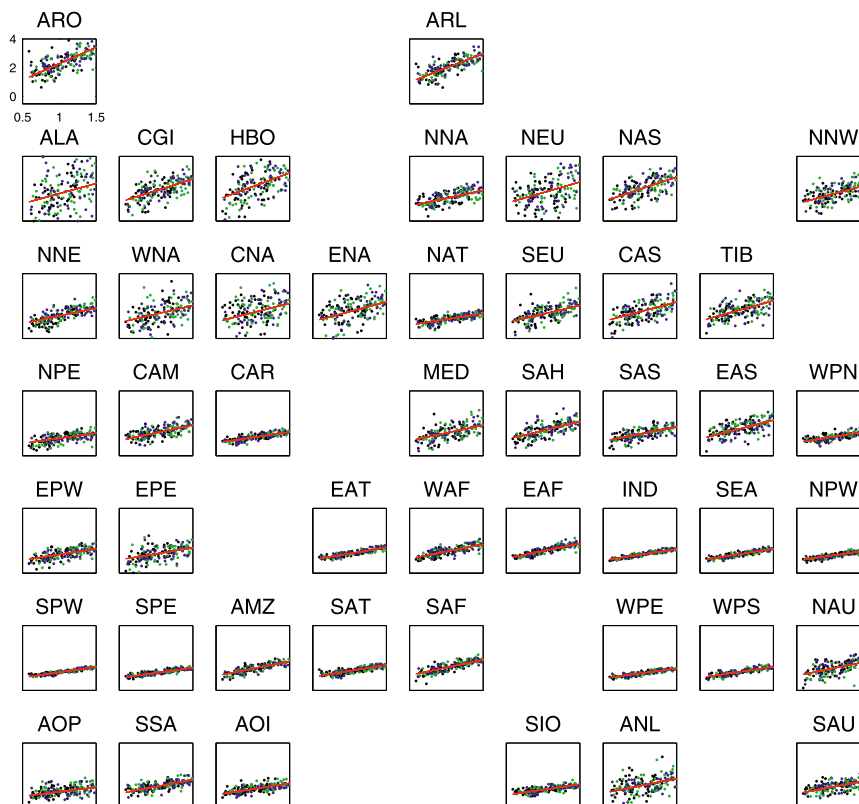 ARO ARL
4
2
0
0.5 1 1.5
ALA CGI HBO NNA NEU NAS NNW
NNE WNA CNA ENA NAT SEU CAS TIB
NPE CAM CAR MED SAH SAS EAS WPN
EPW EPE EAT WAF EAF IND SEA NPW
SPW SPE AMZ SAT SAF WPE WPS NAU
AOP SSA AOI SIO ANL SAU